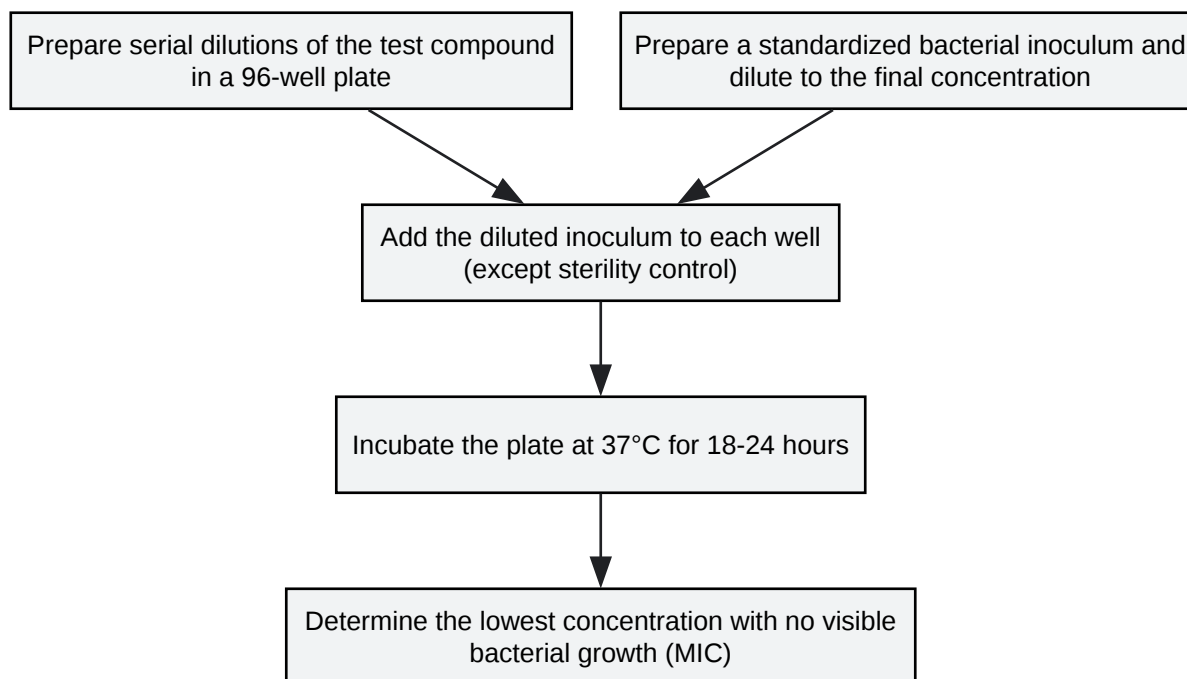 Prepare serial dilutions of the test compound
in a 96-well plate
Prepare a standardized bacterial inoculum and
dilute to the final concentration
Add the diluted inoculum to each well
(except sterility control)
Incubate the plate at 37°C for 18-24 hours
Determine the lowest concentration with no visible
bacterial growth (MIC)